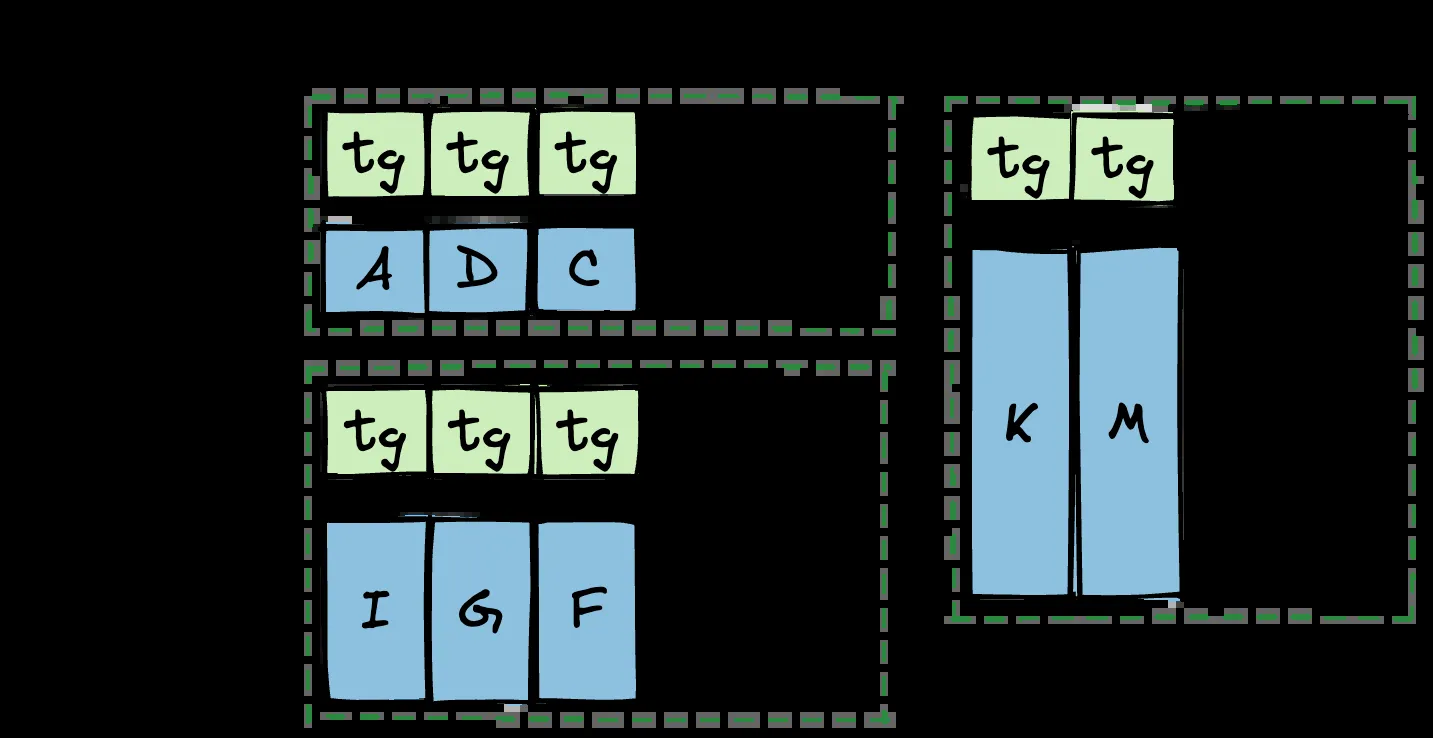 tg tg tg
A D C
tg tg tg
I G F
tg tg
K M